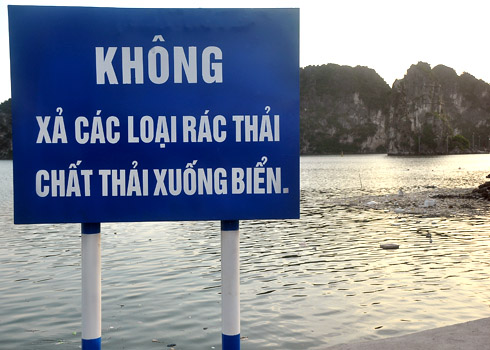 KHÔNG
XẢ CÁC LOẠI RÁC THẢI
CHẤT THẢI XUỐNG BIỂN.